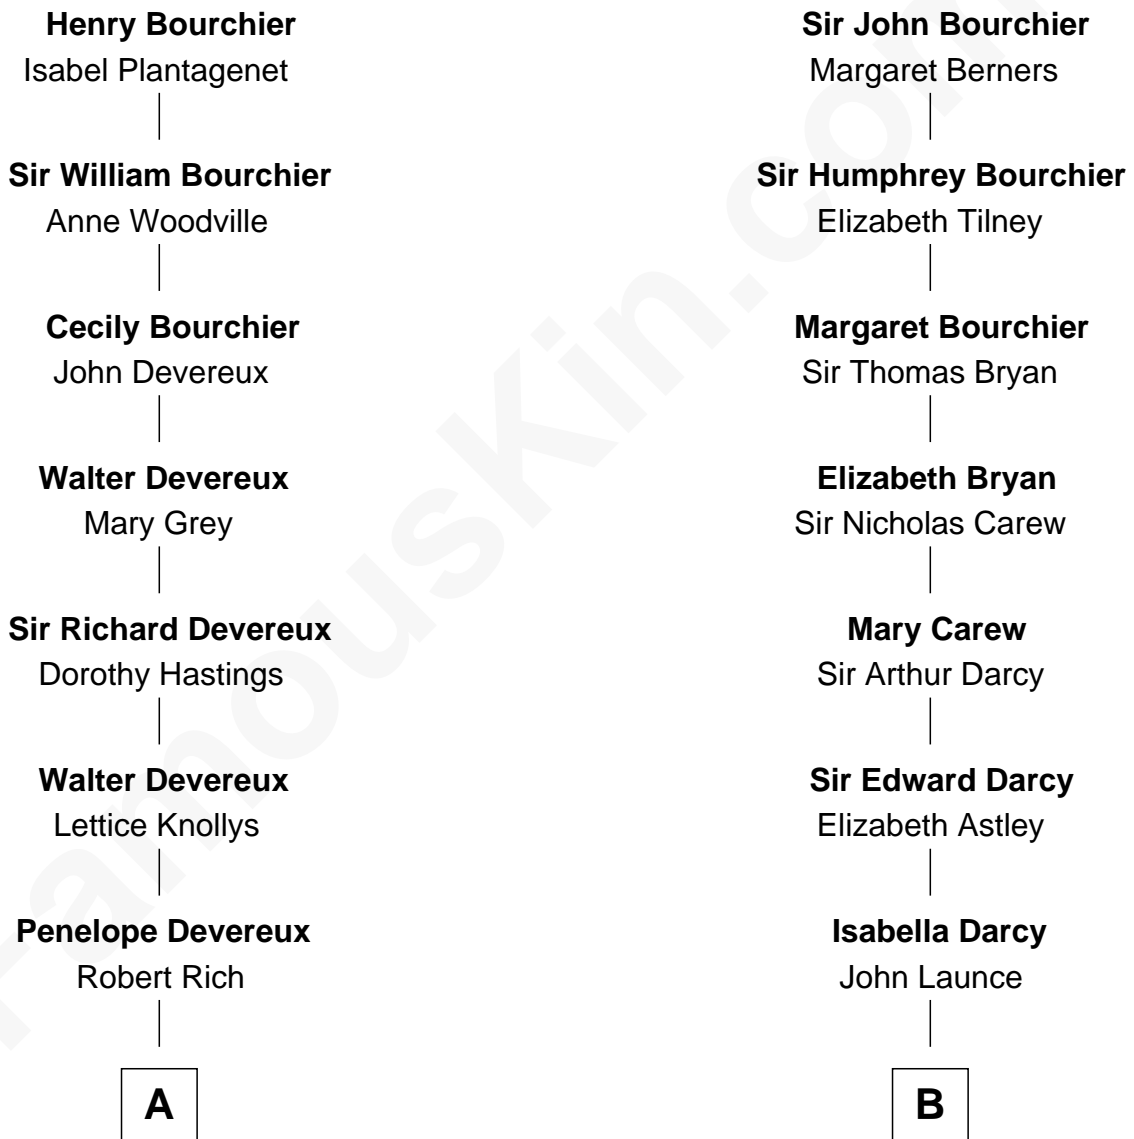 Henry Bourchier
Isabel Plantagenet
Sir William Bourchier
Anne Woodville
Cecily Bourchier
John Devereux
Walter Devereux
Mary Grey
Sir Richard Devereux
Dorothy Hastings
Walter Devereux
Lettice Knollys
Penelope Devereux
Robert Rich
A
Sir John Bourchier
Margaret Berners
Sir Humphrey Bourchier
Elizabeth Tilney
Margaret Bourchier
Sir Thomas Bryan
Elizabeth Bryan
Sir Nicholas Carew
Mary Carew
Sir Arthur Darcy
Sir Edward Darcy
Elizabeth Astley
Isabella Darcy
John Launce
B
FamousKin.com